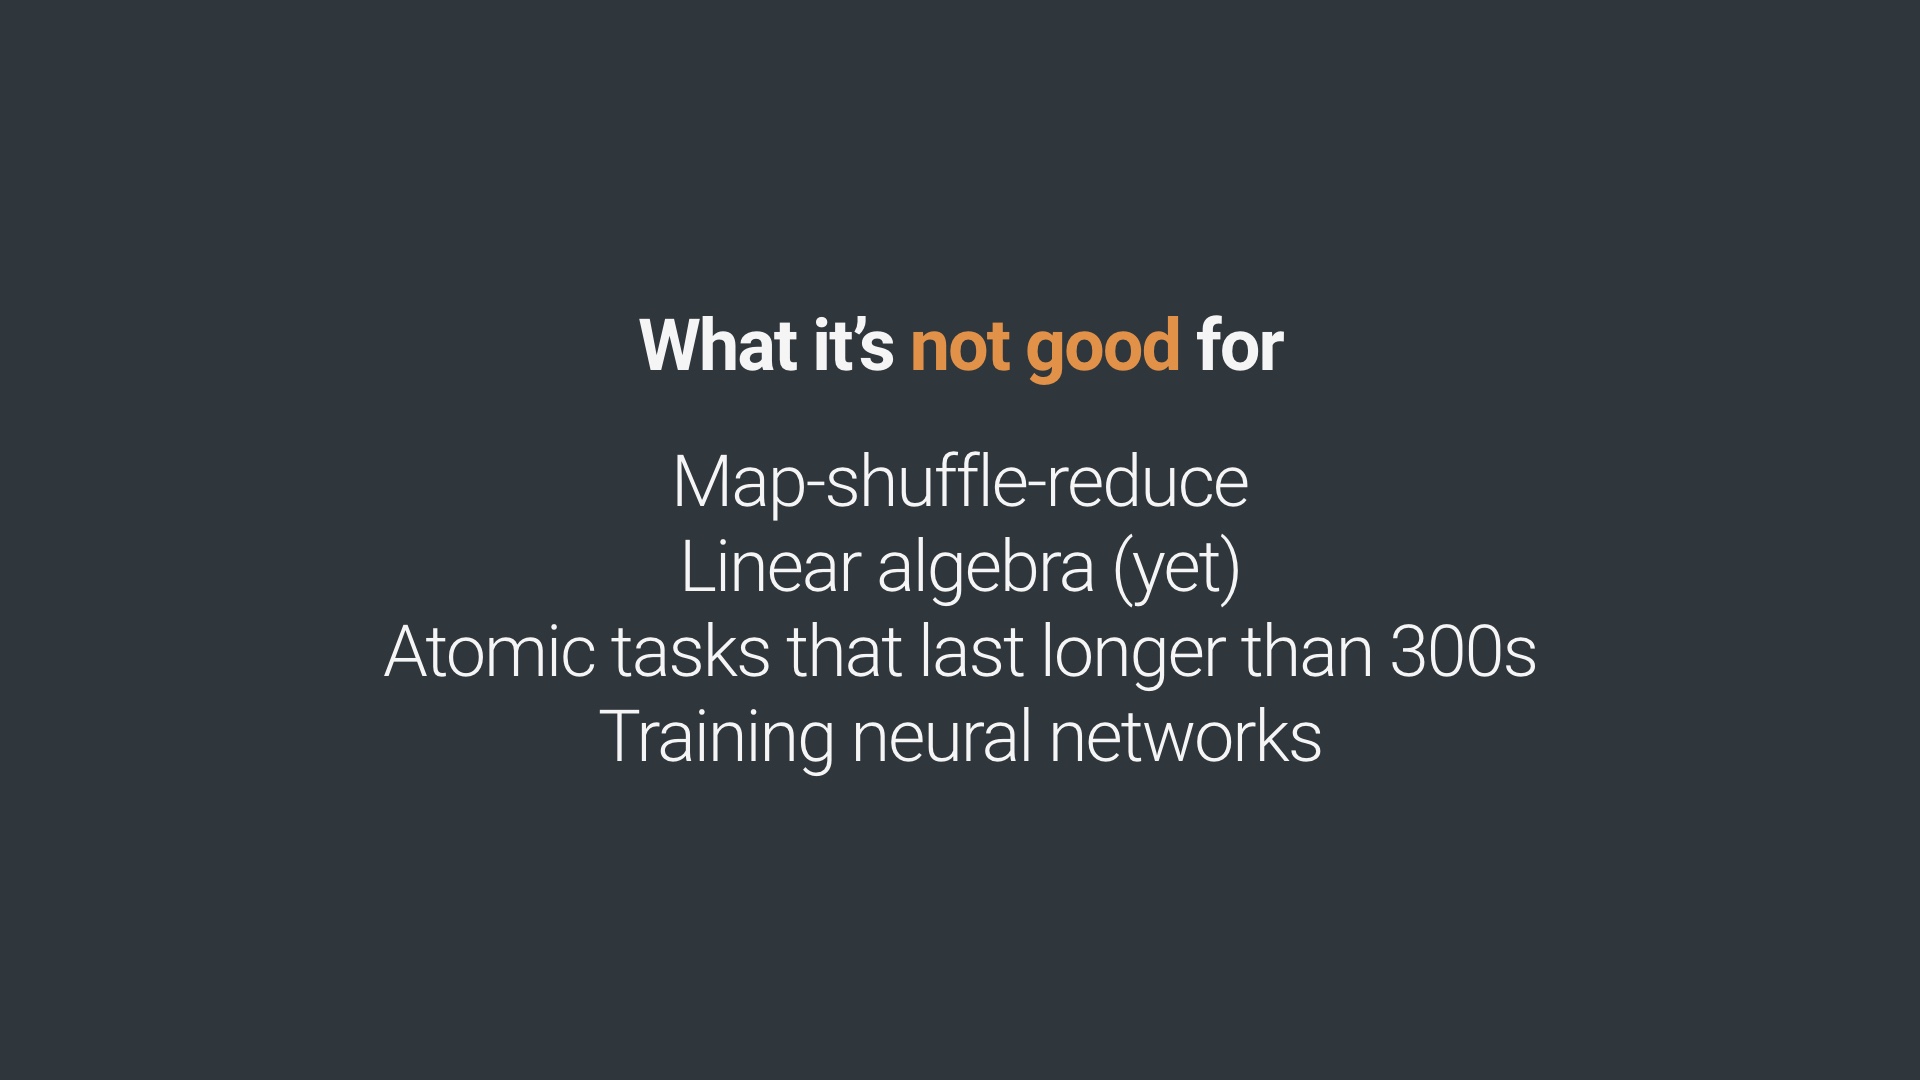 What it’s not good for
Map-shuffle-reduce
Linear algebra (yet)
Atomic tasks that last longer than 300s
Training neural networks